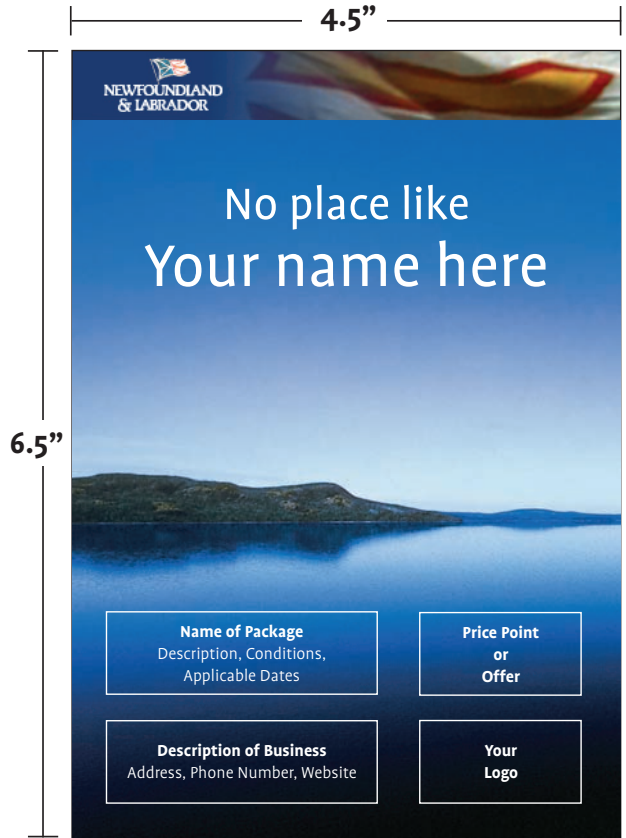 4.5”
NEWFOUNDLAND
& LABRADOR
No place like
Your name here
6.5”
Name of Package
Description, Conditions,
Applicable Dates
Price Point
or
Offer
Description of Business
Address, Phone Number, Website
Your
Logo